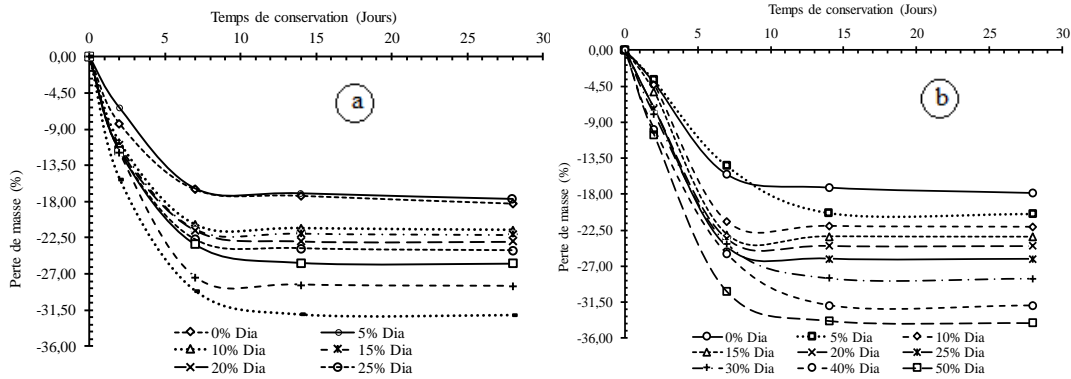 Temps de conservation (Jours)
0 5 10 15 20 25 30
0,00
-4,50
-9,00
-13,50
-18,00
-22,50
-27,00
-31,50
-36,00
Perte de masse (%)
a
0% Dia 5% Dia
10% Dia 15% Dia
20% Dia 25% Dia
Temps de conservation (Jours)
0 5 10 15 20 25 30
0,00
-4,50
-9,00
-13,50
-18,00
-22,50
-27,00
-31,50
-36,00
Perte de masse (%)
b
0% Dia 5% Dia 10% Dia
15% Dia 20% Dia 25% Dia
30% Dia 40% Dia 50% Dia